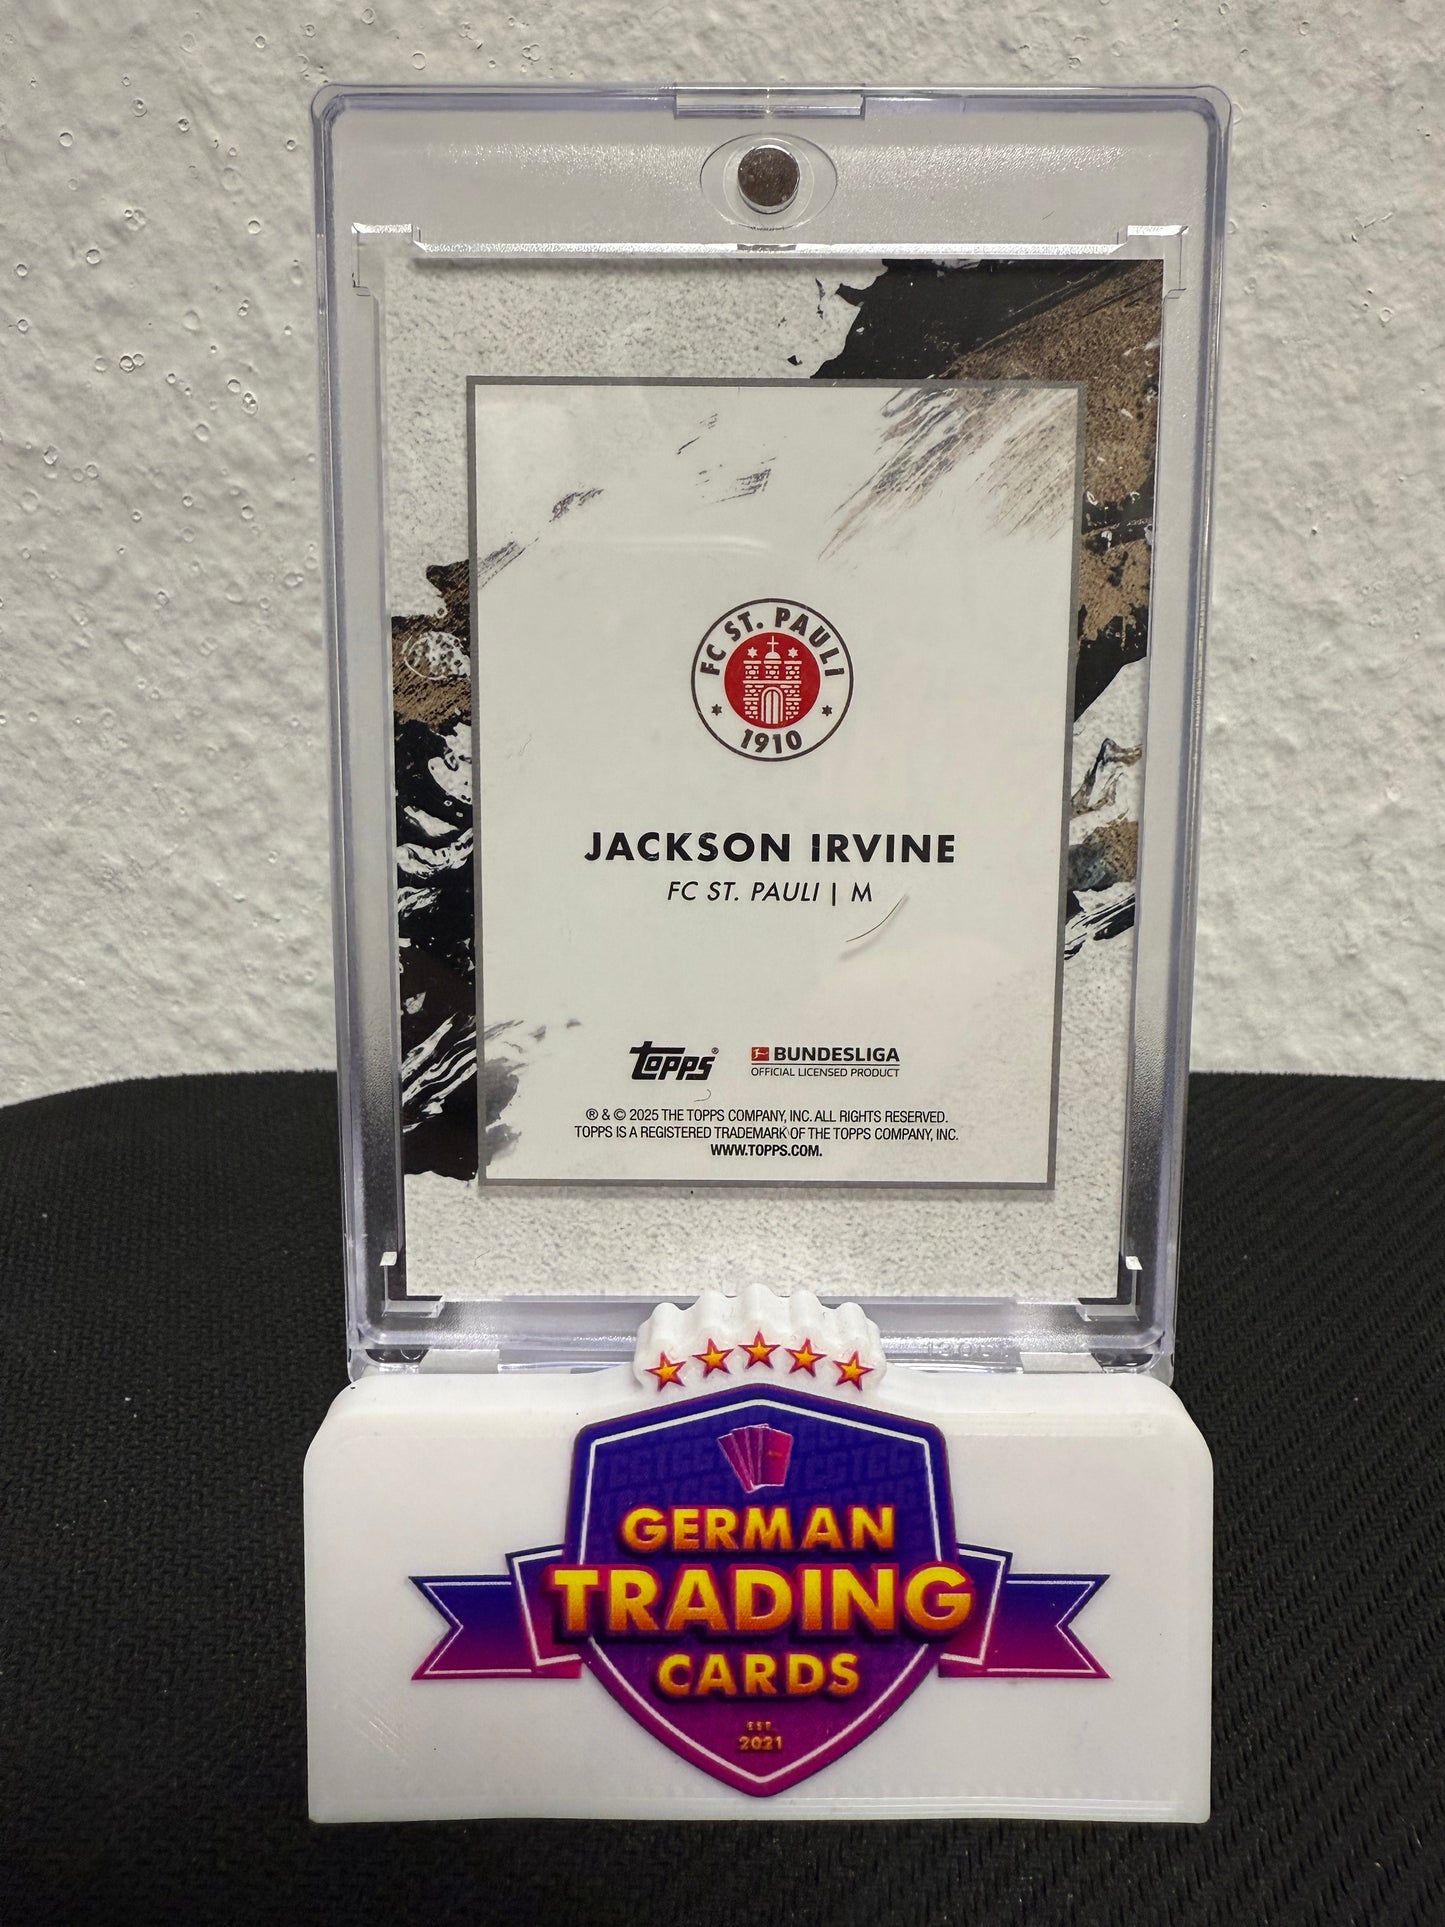 FC ST. PAULI
1910
JACKSON IRVINE
FC ST. PAULI | M
Topps®
BUNDESLIGA
OFFICIAL LICENSED PRODUCT
® & © 2025 THE TOPPS COMPANY, INC. ALL RIGHTS RESERVED.
TOPPS IS A REGISTERED TRADEMARK OF THE TOPPS COMPANY, INC.
WWW.TOPPS.COM.
GERMAN
TRADING
CARDS
EST.
2021